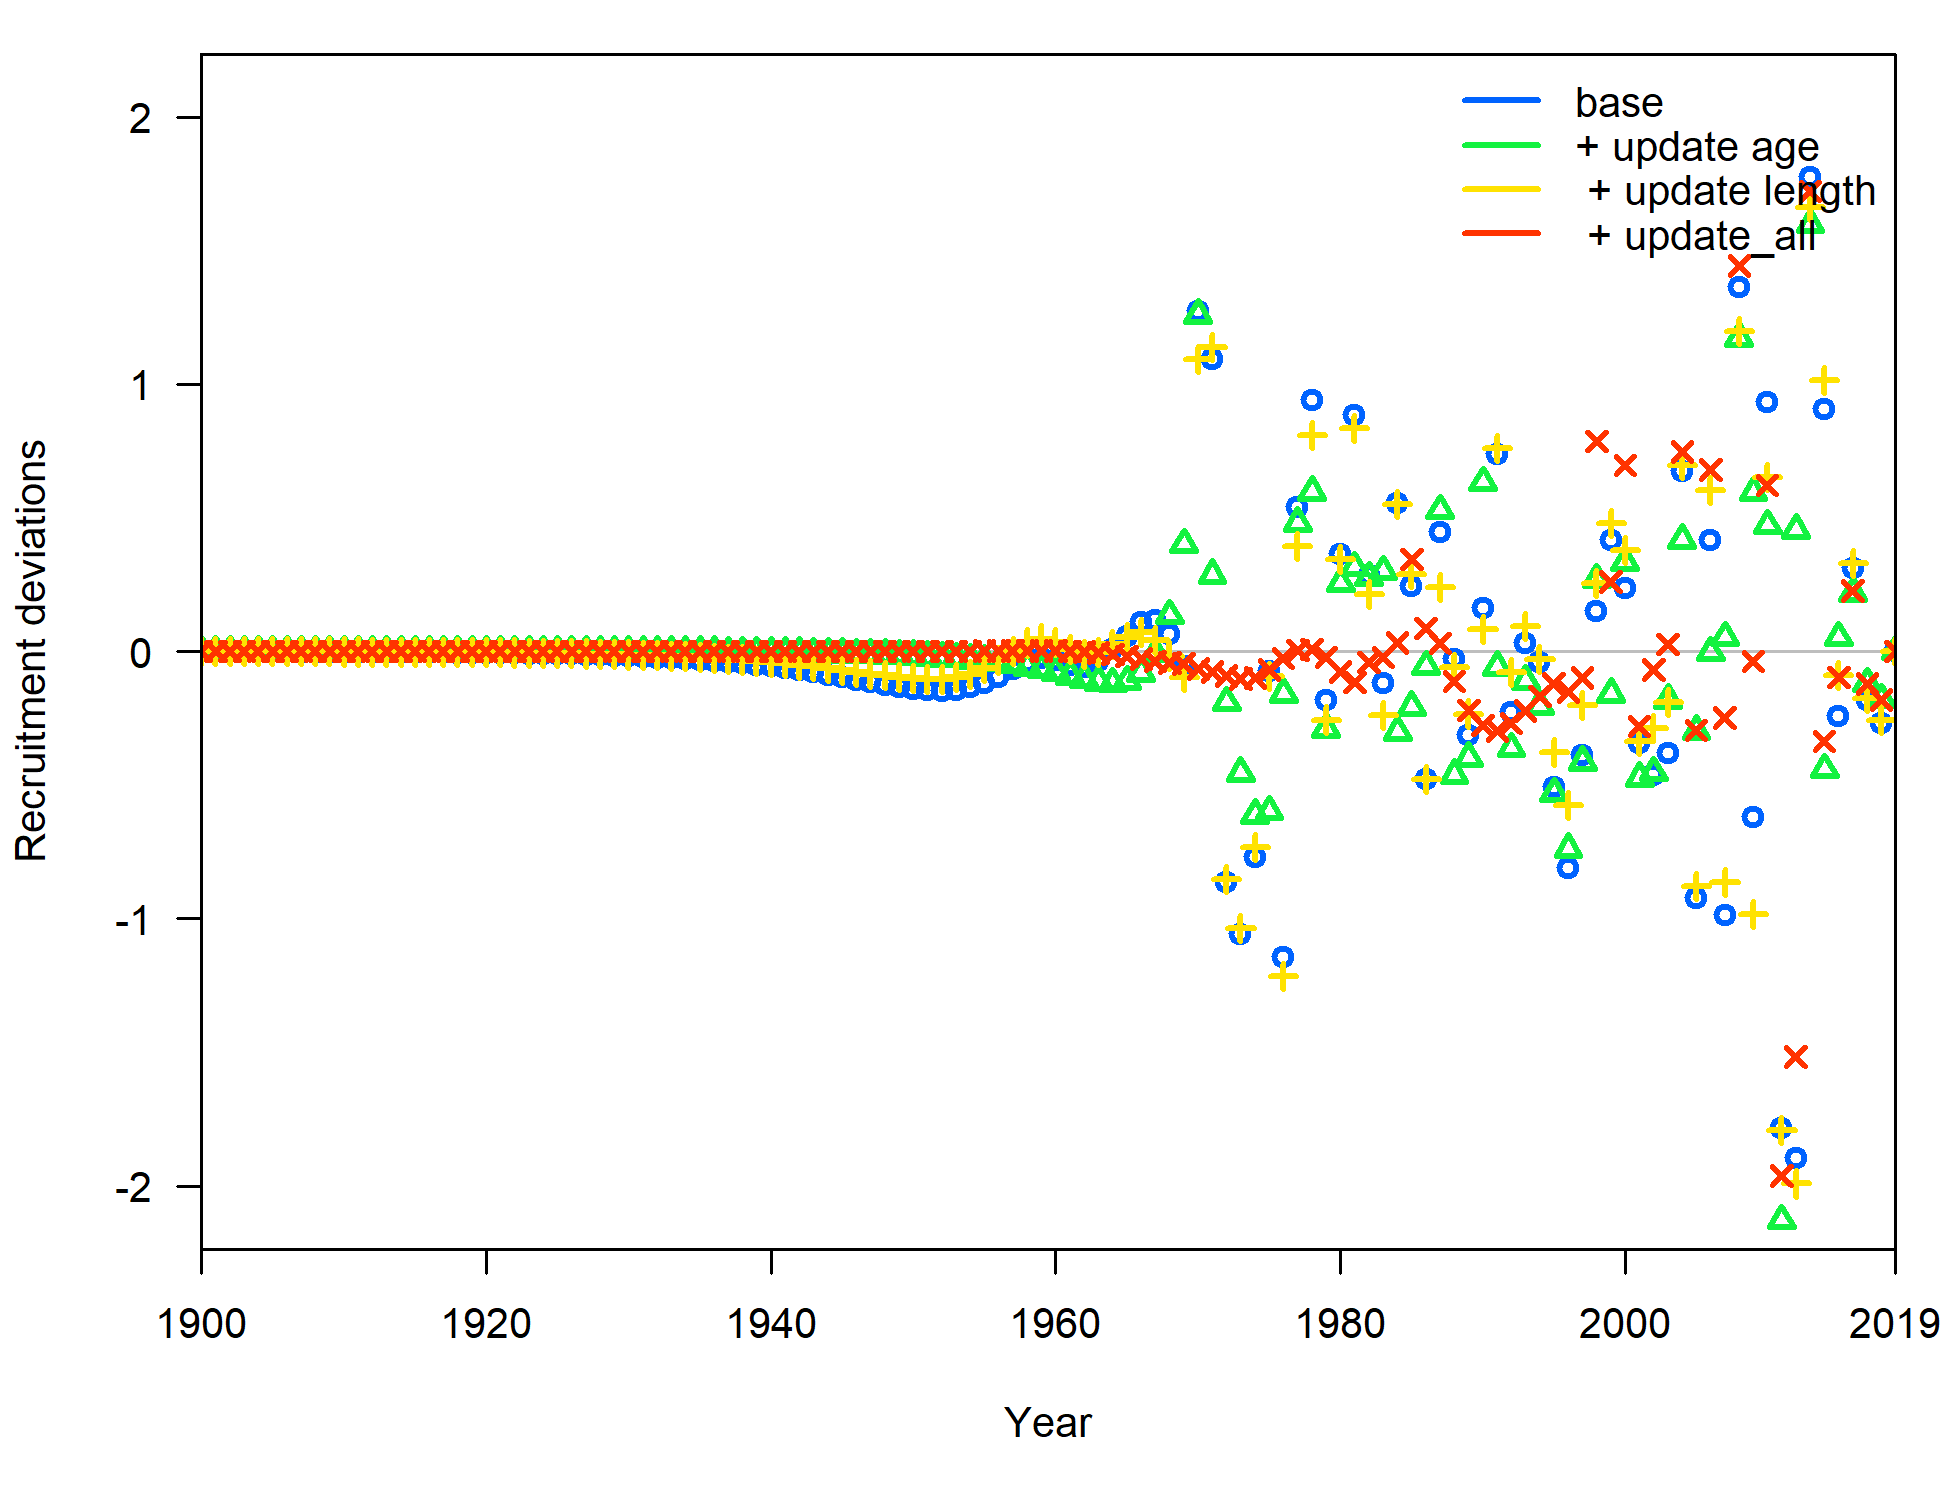 base
+ update age
+ update length
+ update_all
2
1
0
-1
-2
Recruitment deviations
1900
1920
1940
1960
1980
2000
2019
Year